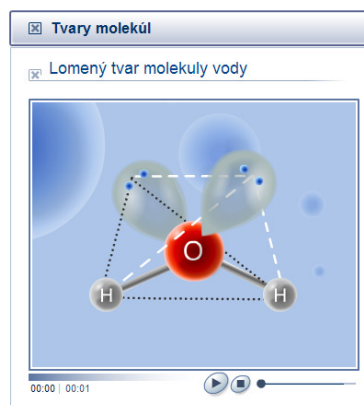 Tvary molekúl
Lomený tvar molekuly vody
O
H H
00:00 | 00:01